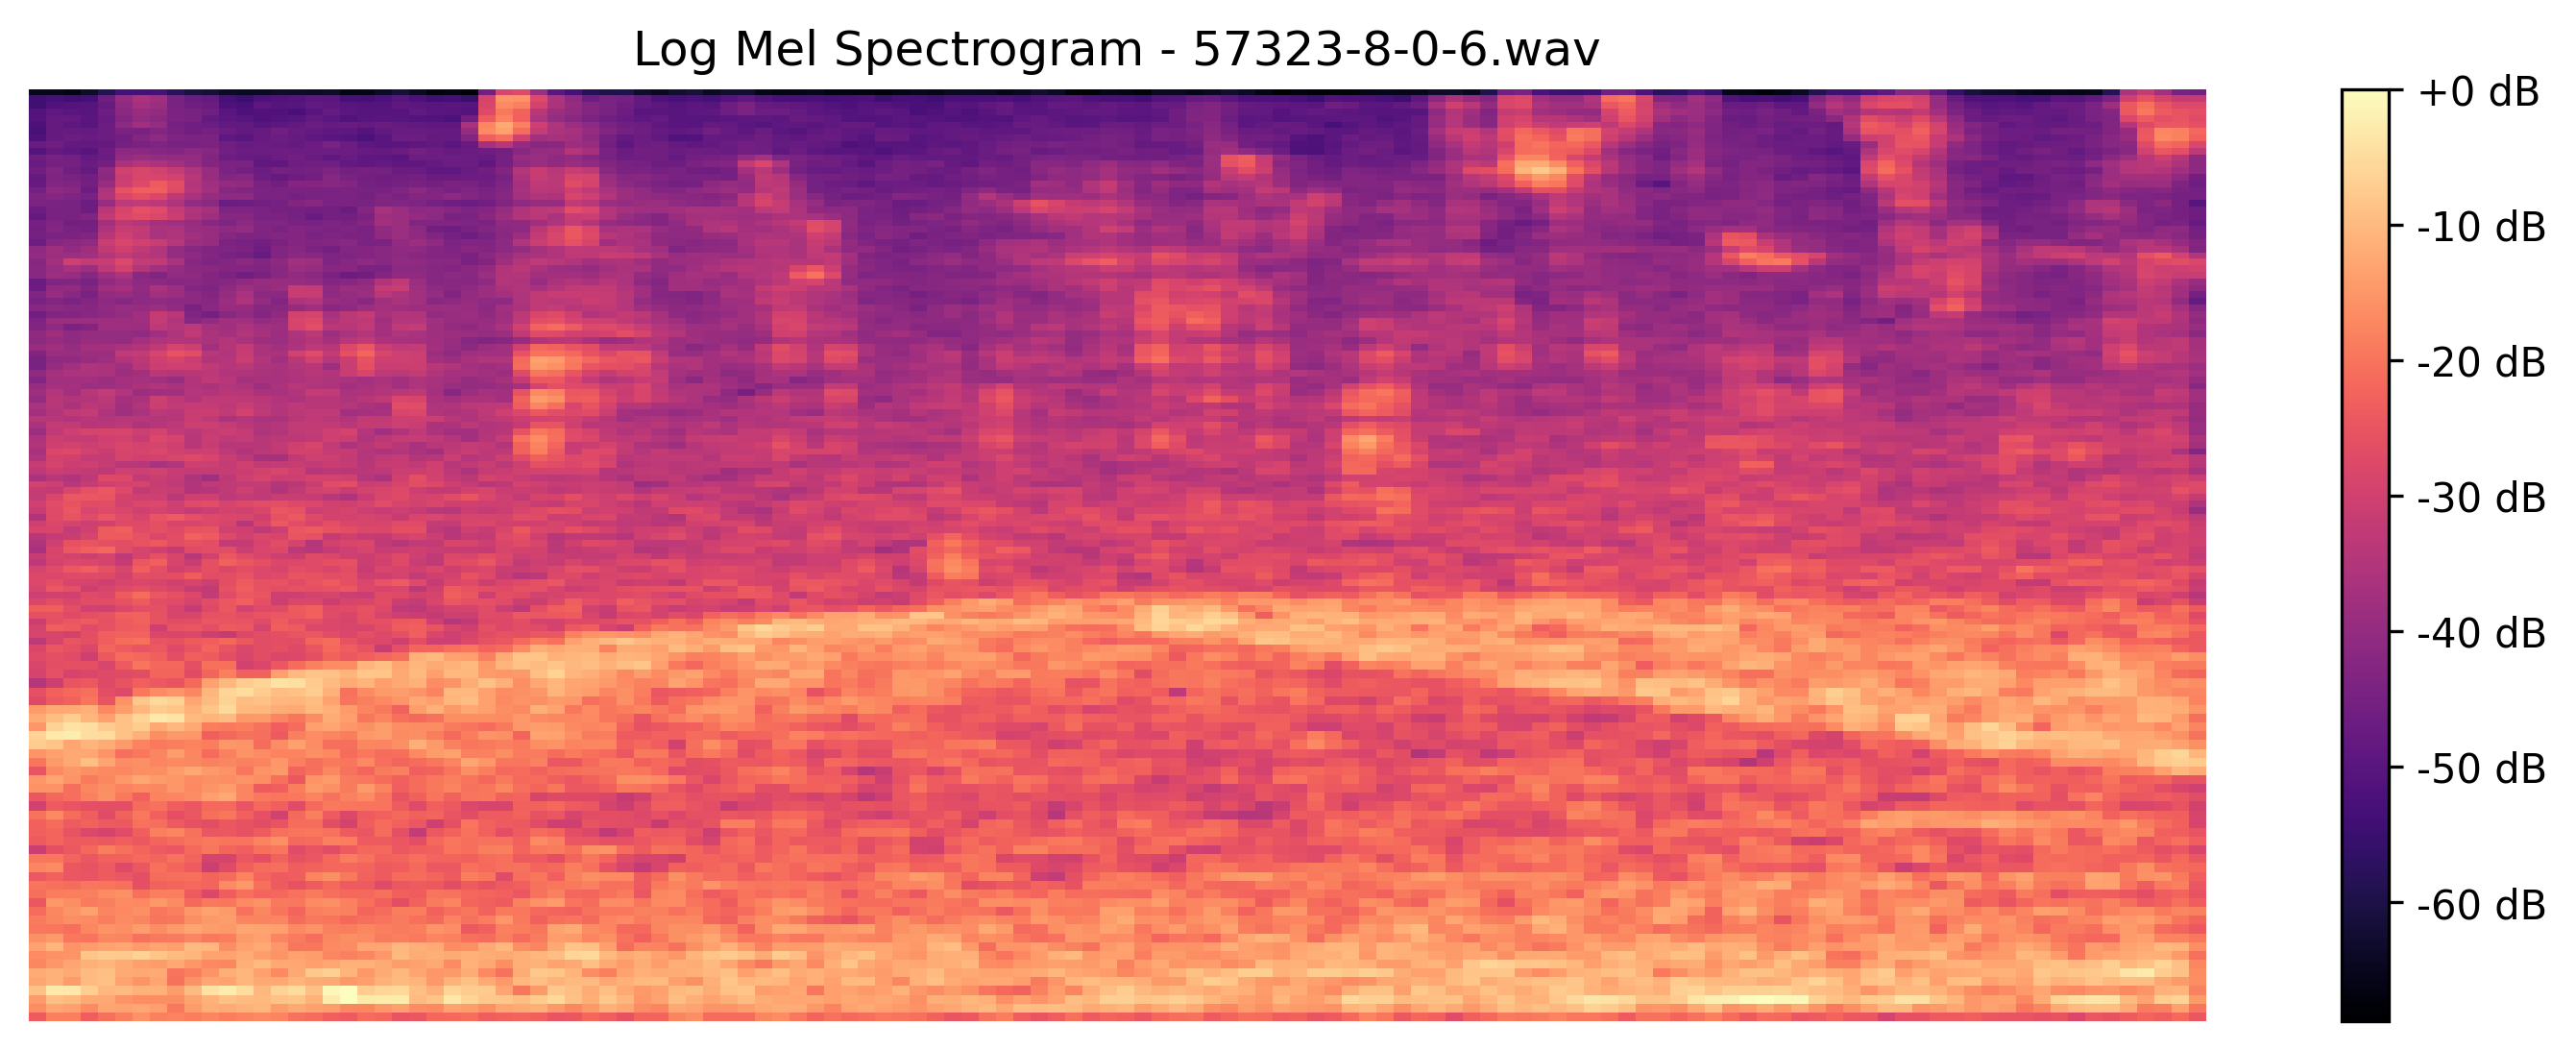 Log Mel Spectrogram - 57323-8-0-6.wav
+0 dB
-10 dB
-20 dB
-30 dB
-40 dB
-50 dB
-60 dB